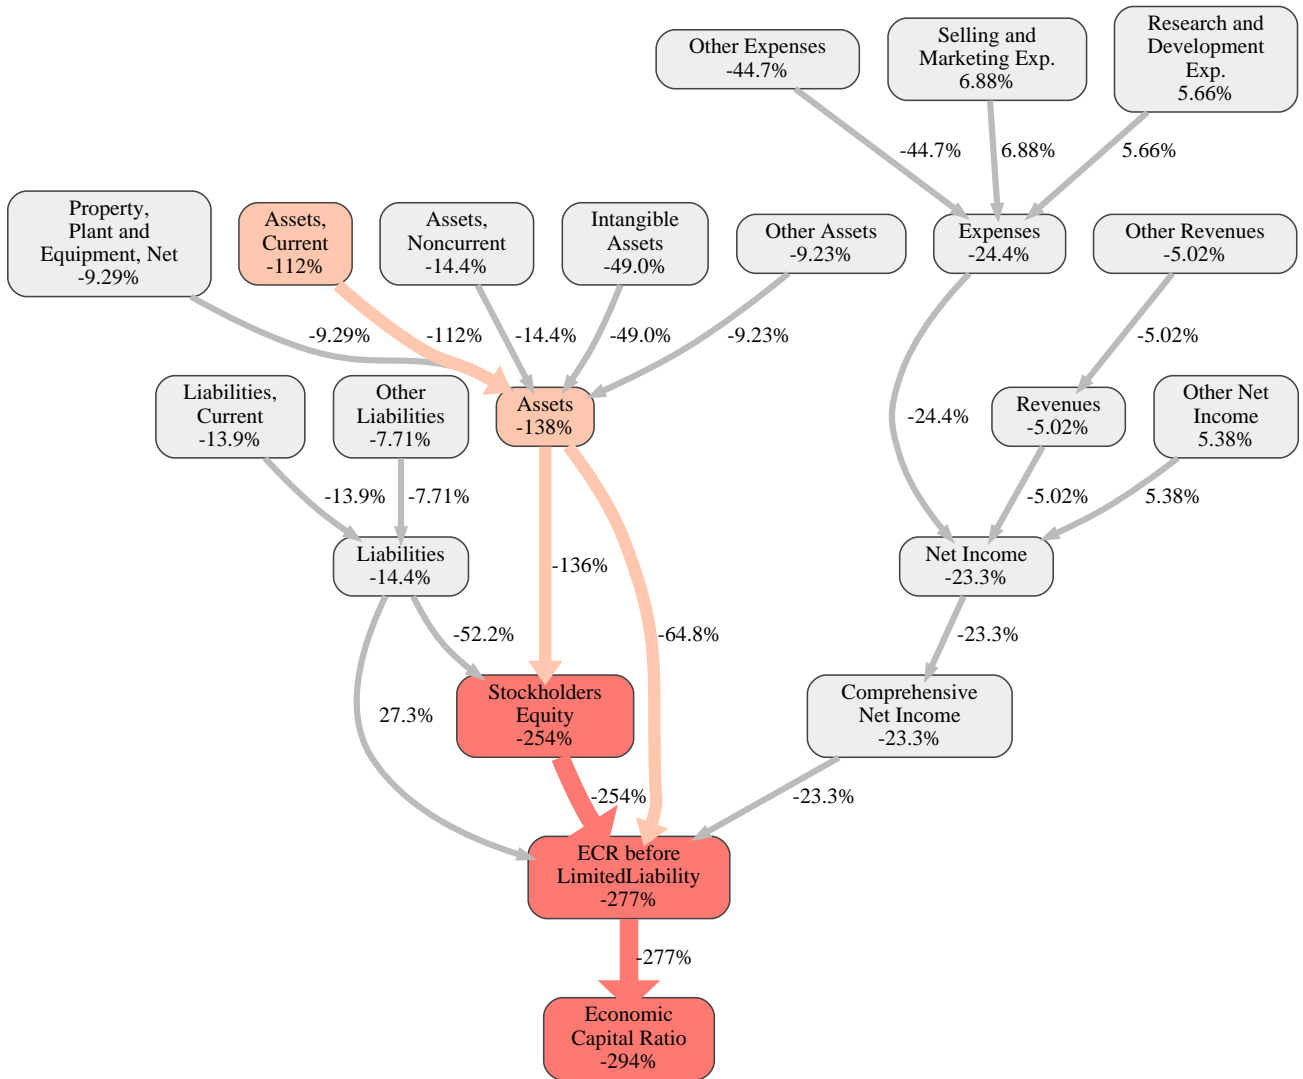 Other Expenses
-44.7%
Selling and
Marketing Exp.
6.88%
Research and
Development
Exp.
5.66%
-44.7%
6.88%
5.66%
Property,
Plant and
Equipment, Net
-9.29%
Assets,
Current
-112%
Assets,
Noncurrent
-14.4%
Intangible
Assets
-49.0%
Other Assets
-9.23%
Expenses
-24.4%
Other Revenues
-5.02%
-9.29%
-112%
-14.4%
-49.0%
-9.23%
-5.02%
Liabilities,
Current
-13.9%
Other
Liabilities
-7.71%
Assets
-138%
-24.4%
Revenues
-5.02%
Other Net
Income
5.38%
-13.9%
-7.71%
-5.02%
5.38%
Liabilities
-14.4%
-136%
Net Income
-23.3%
-52.2%
-64.8%
-23.3%
27.3%
Stockholders
Equity
-254%
Comprehensive
Net Income
-23.3%
-254%
-23.3%
ECR before
LimitedLiability
-277%
-277%
Economic
Capital Ratio
-294%